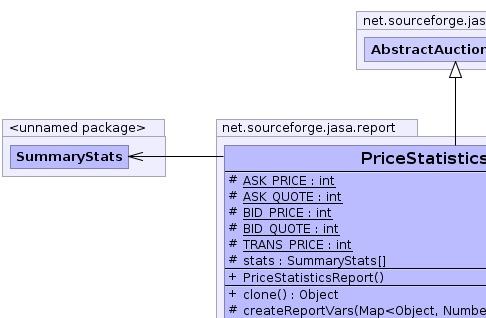 net.sourceforge.jas
AbstractAuction
<unnamed package>
SummaryStats
net.sourceforge.jasa.report
PriceStatistics
# ASK_PRICE : int
# ASK_QUOTE : int
# BID_PRICE : int
# BID_QUOTE : int
# TRANS_PRICE : int
# stats : SummaryStats[]
+ PriceStatisticsReport()
+ clone() : Object
# createReportVars(Map<Object, Numbe